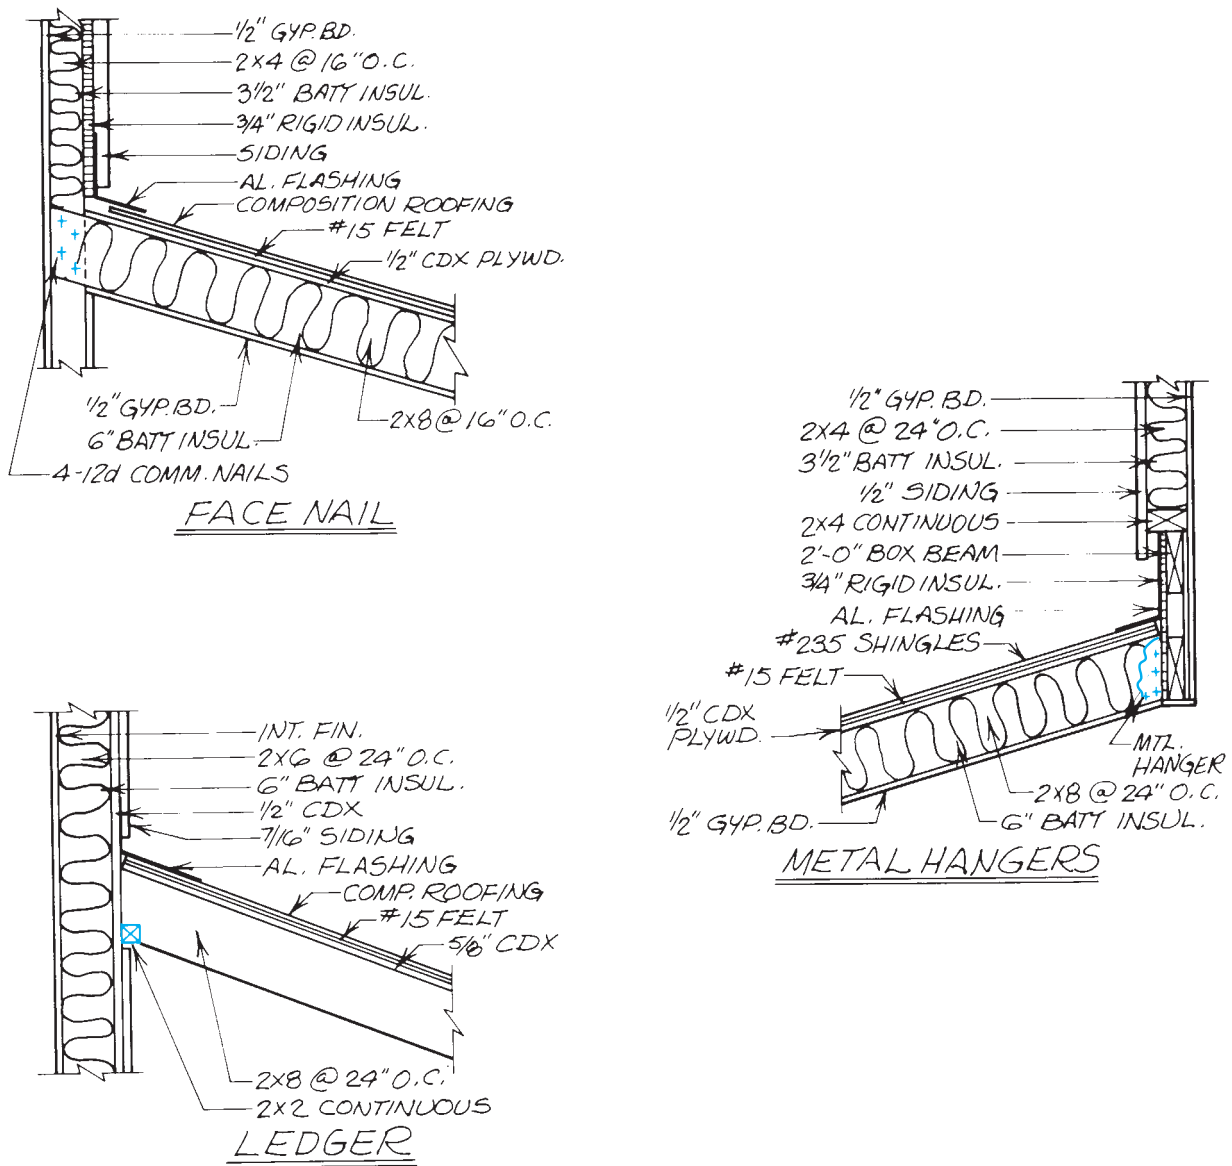 1/2" GYP. BD.
2X4 @ 16" O.C.
3 1/2" BATT INSUL.
3/4" RIGID INSUL.
SIDING
AL. FLASHING
COMPOSITION ROOFING
#15 FELT
1/2" CDX PLYWD.
1/2" GYP. BD.
2X8 @ 16" O.C.
6" BATT INSUL.
4-12d COMM. NAILS
FACE NAIL
1/2" GYP. BD.
2X4 @ 24" O.C.
3 1/2" BATT INSUL.
1/2" SIDING
2X4 CONTINUOUS
2'-0" BOX BEAM
3/4" RIGID INSUL.
AL. FLASHING
#235 SHINGLES
#15 FELT
1/2" CDX
PLYWD.
MTL.
HANGER
2X8 @ 24" O.C.
6" BATT INSUL.
1/2" GYP. BD.
METAL HANGERS
INT. FIN.
2X6 @ 24" O.C.
6" BATT INSUL.
1/2" CDX
7/16" SIDING
AL. FLASHING
COMP. ROOFING
#15 FELT
5/8" CDX
2X8 @ 24" O.C.
2X2 CONTINUOUS
LEDGER